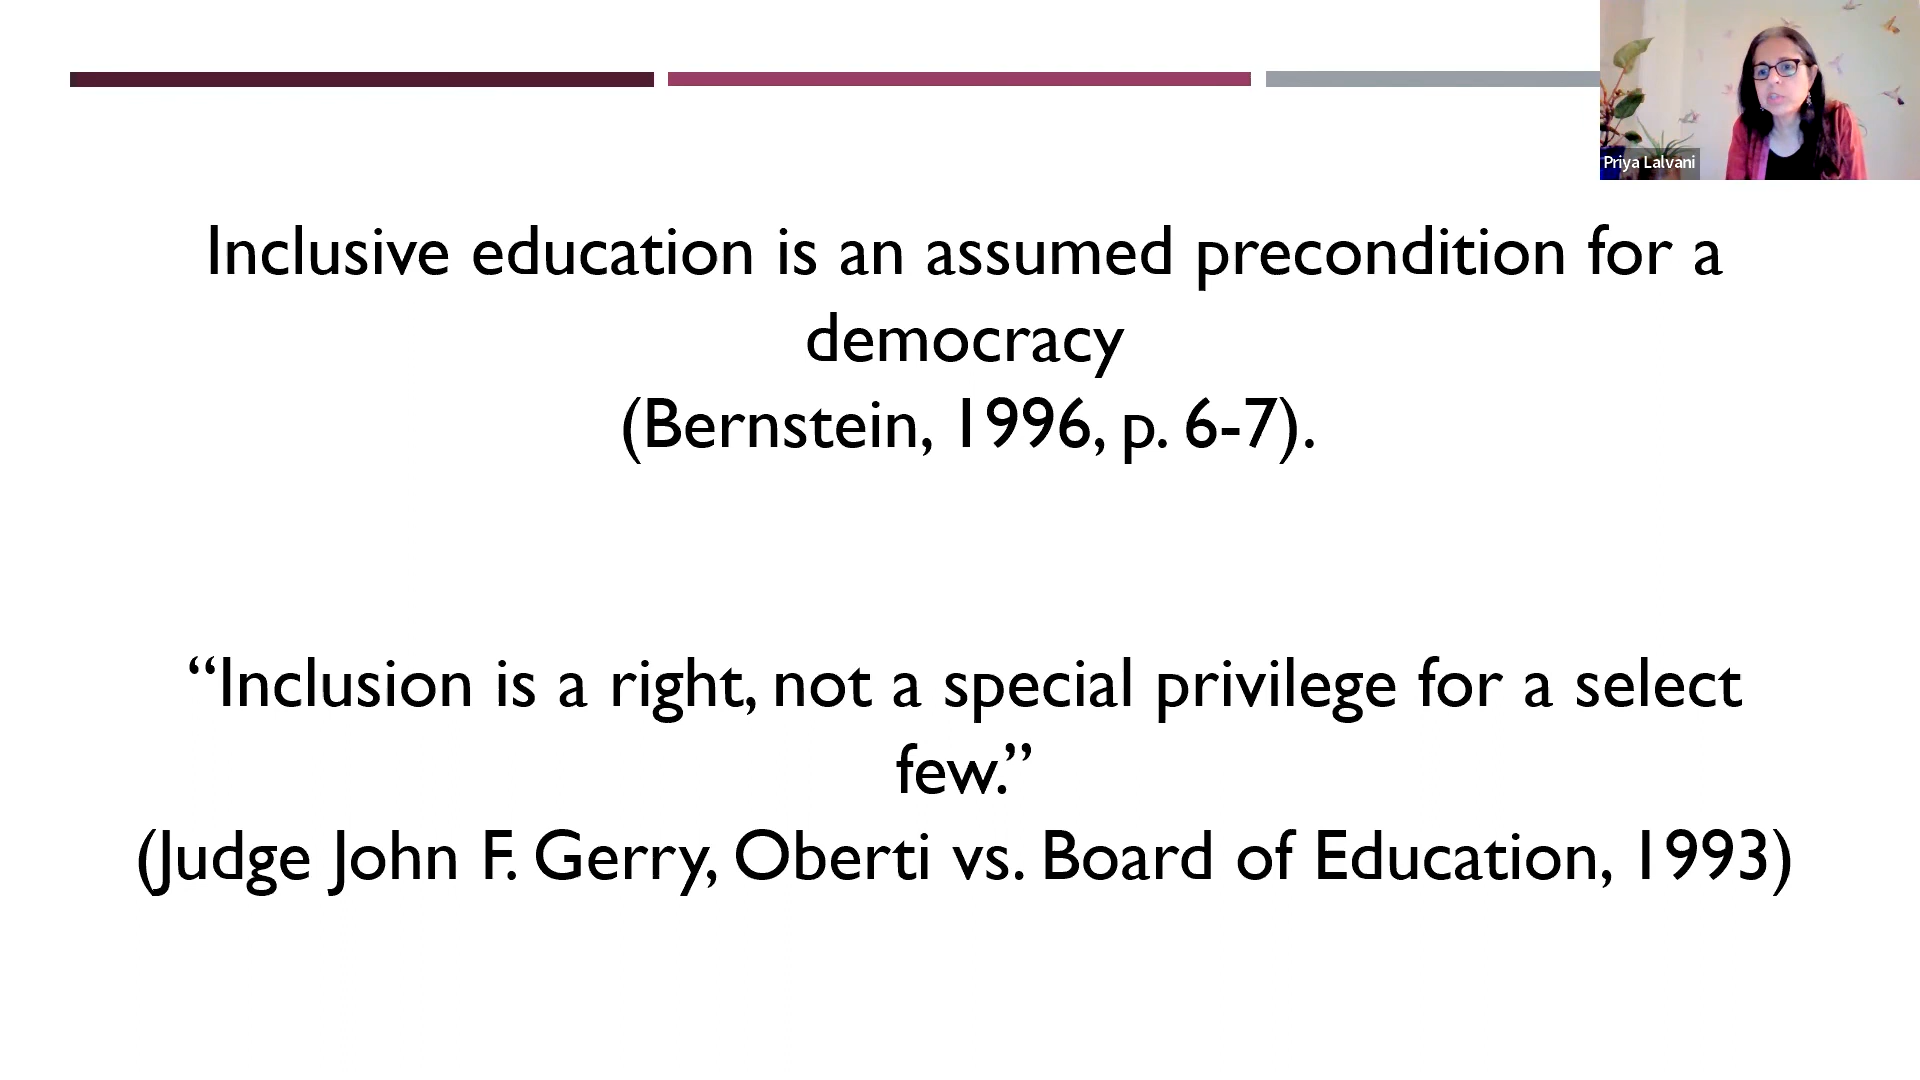 Priya Lalvani
Inclusive education is an assumed precondition for a
democracy
(Bernstein, 1996, p. 6-7).
“Inclusion is a right, not a special privilege for a select
few.”
(Judge John F. Gerry, Oberti vs. Board of Education, 1993)